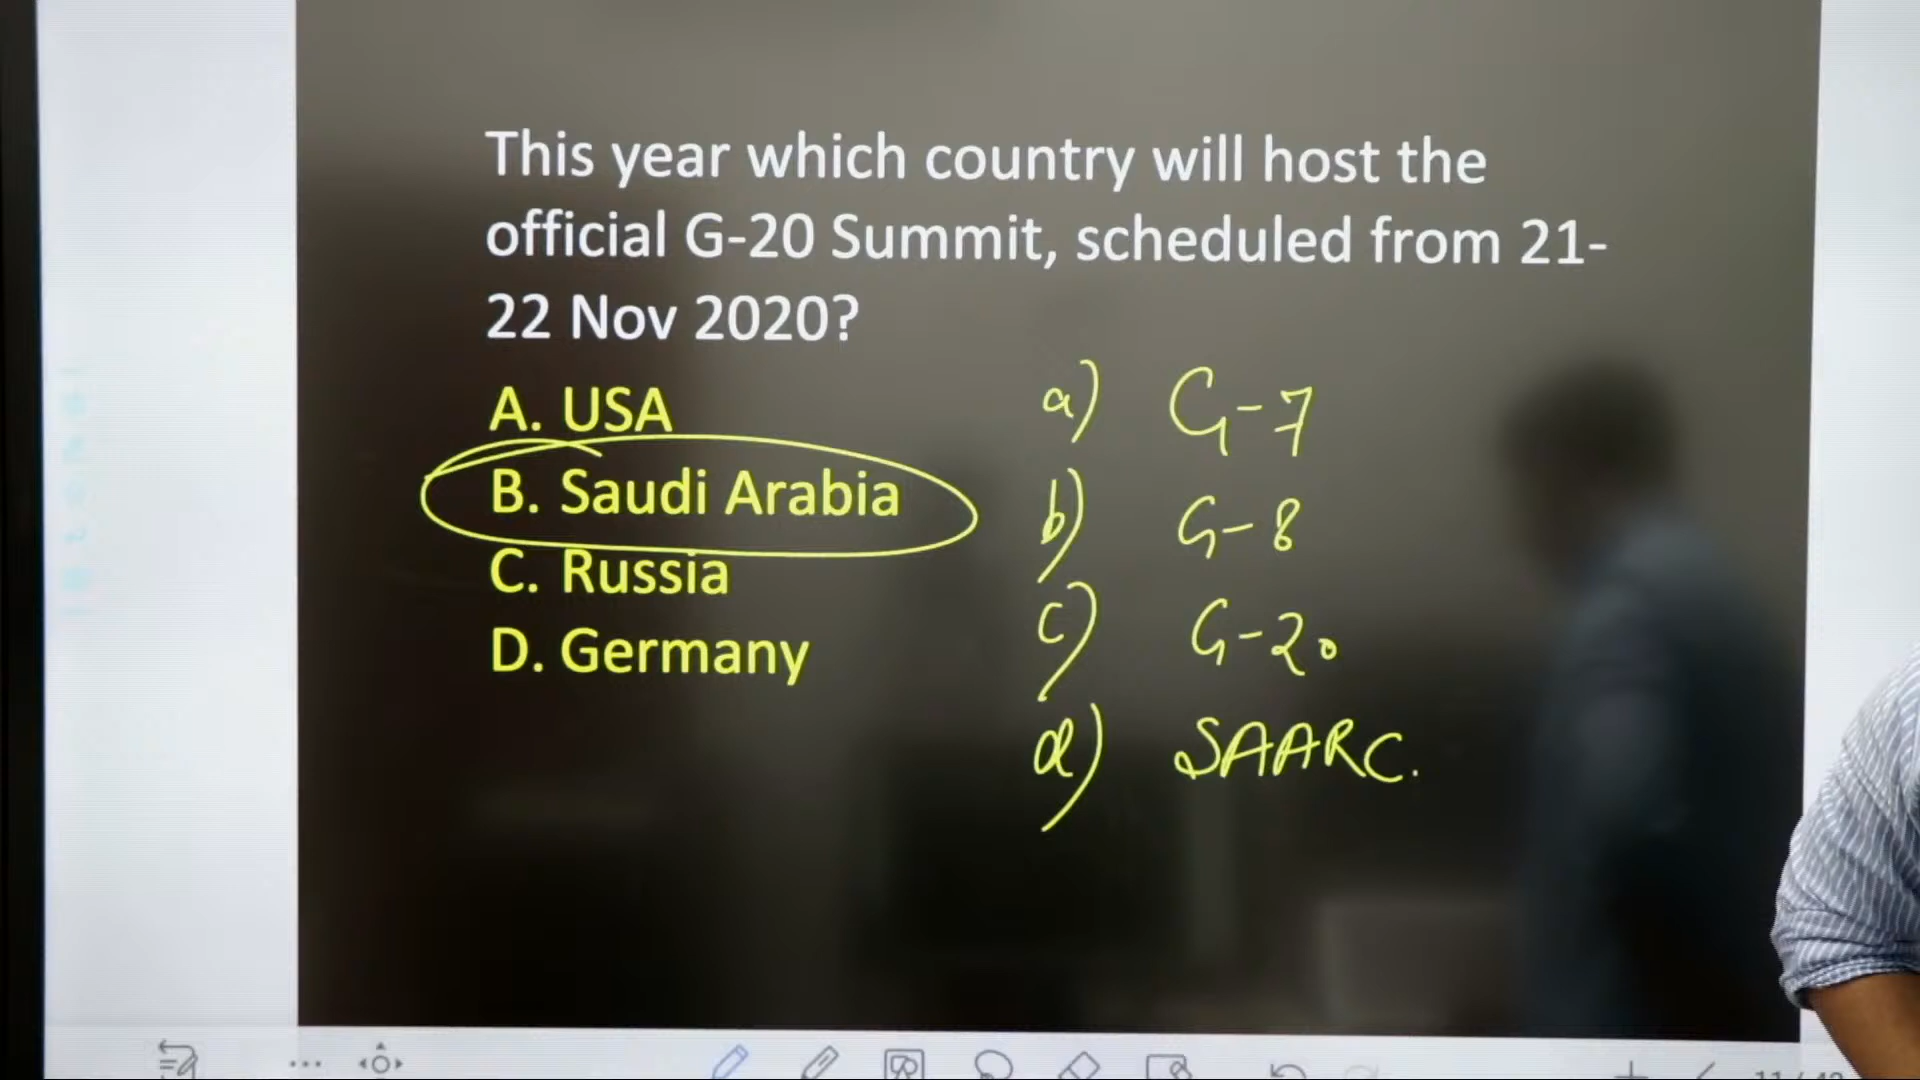 This year which country will host the
official G-20 Summit, scheduled from 21-
22 Nov 2020?
A. USA
B. Saudi Arabia
C. Russia
D. Germany
a) G-7
b) G-8
c) G-20
d) SAARC.